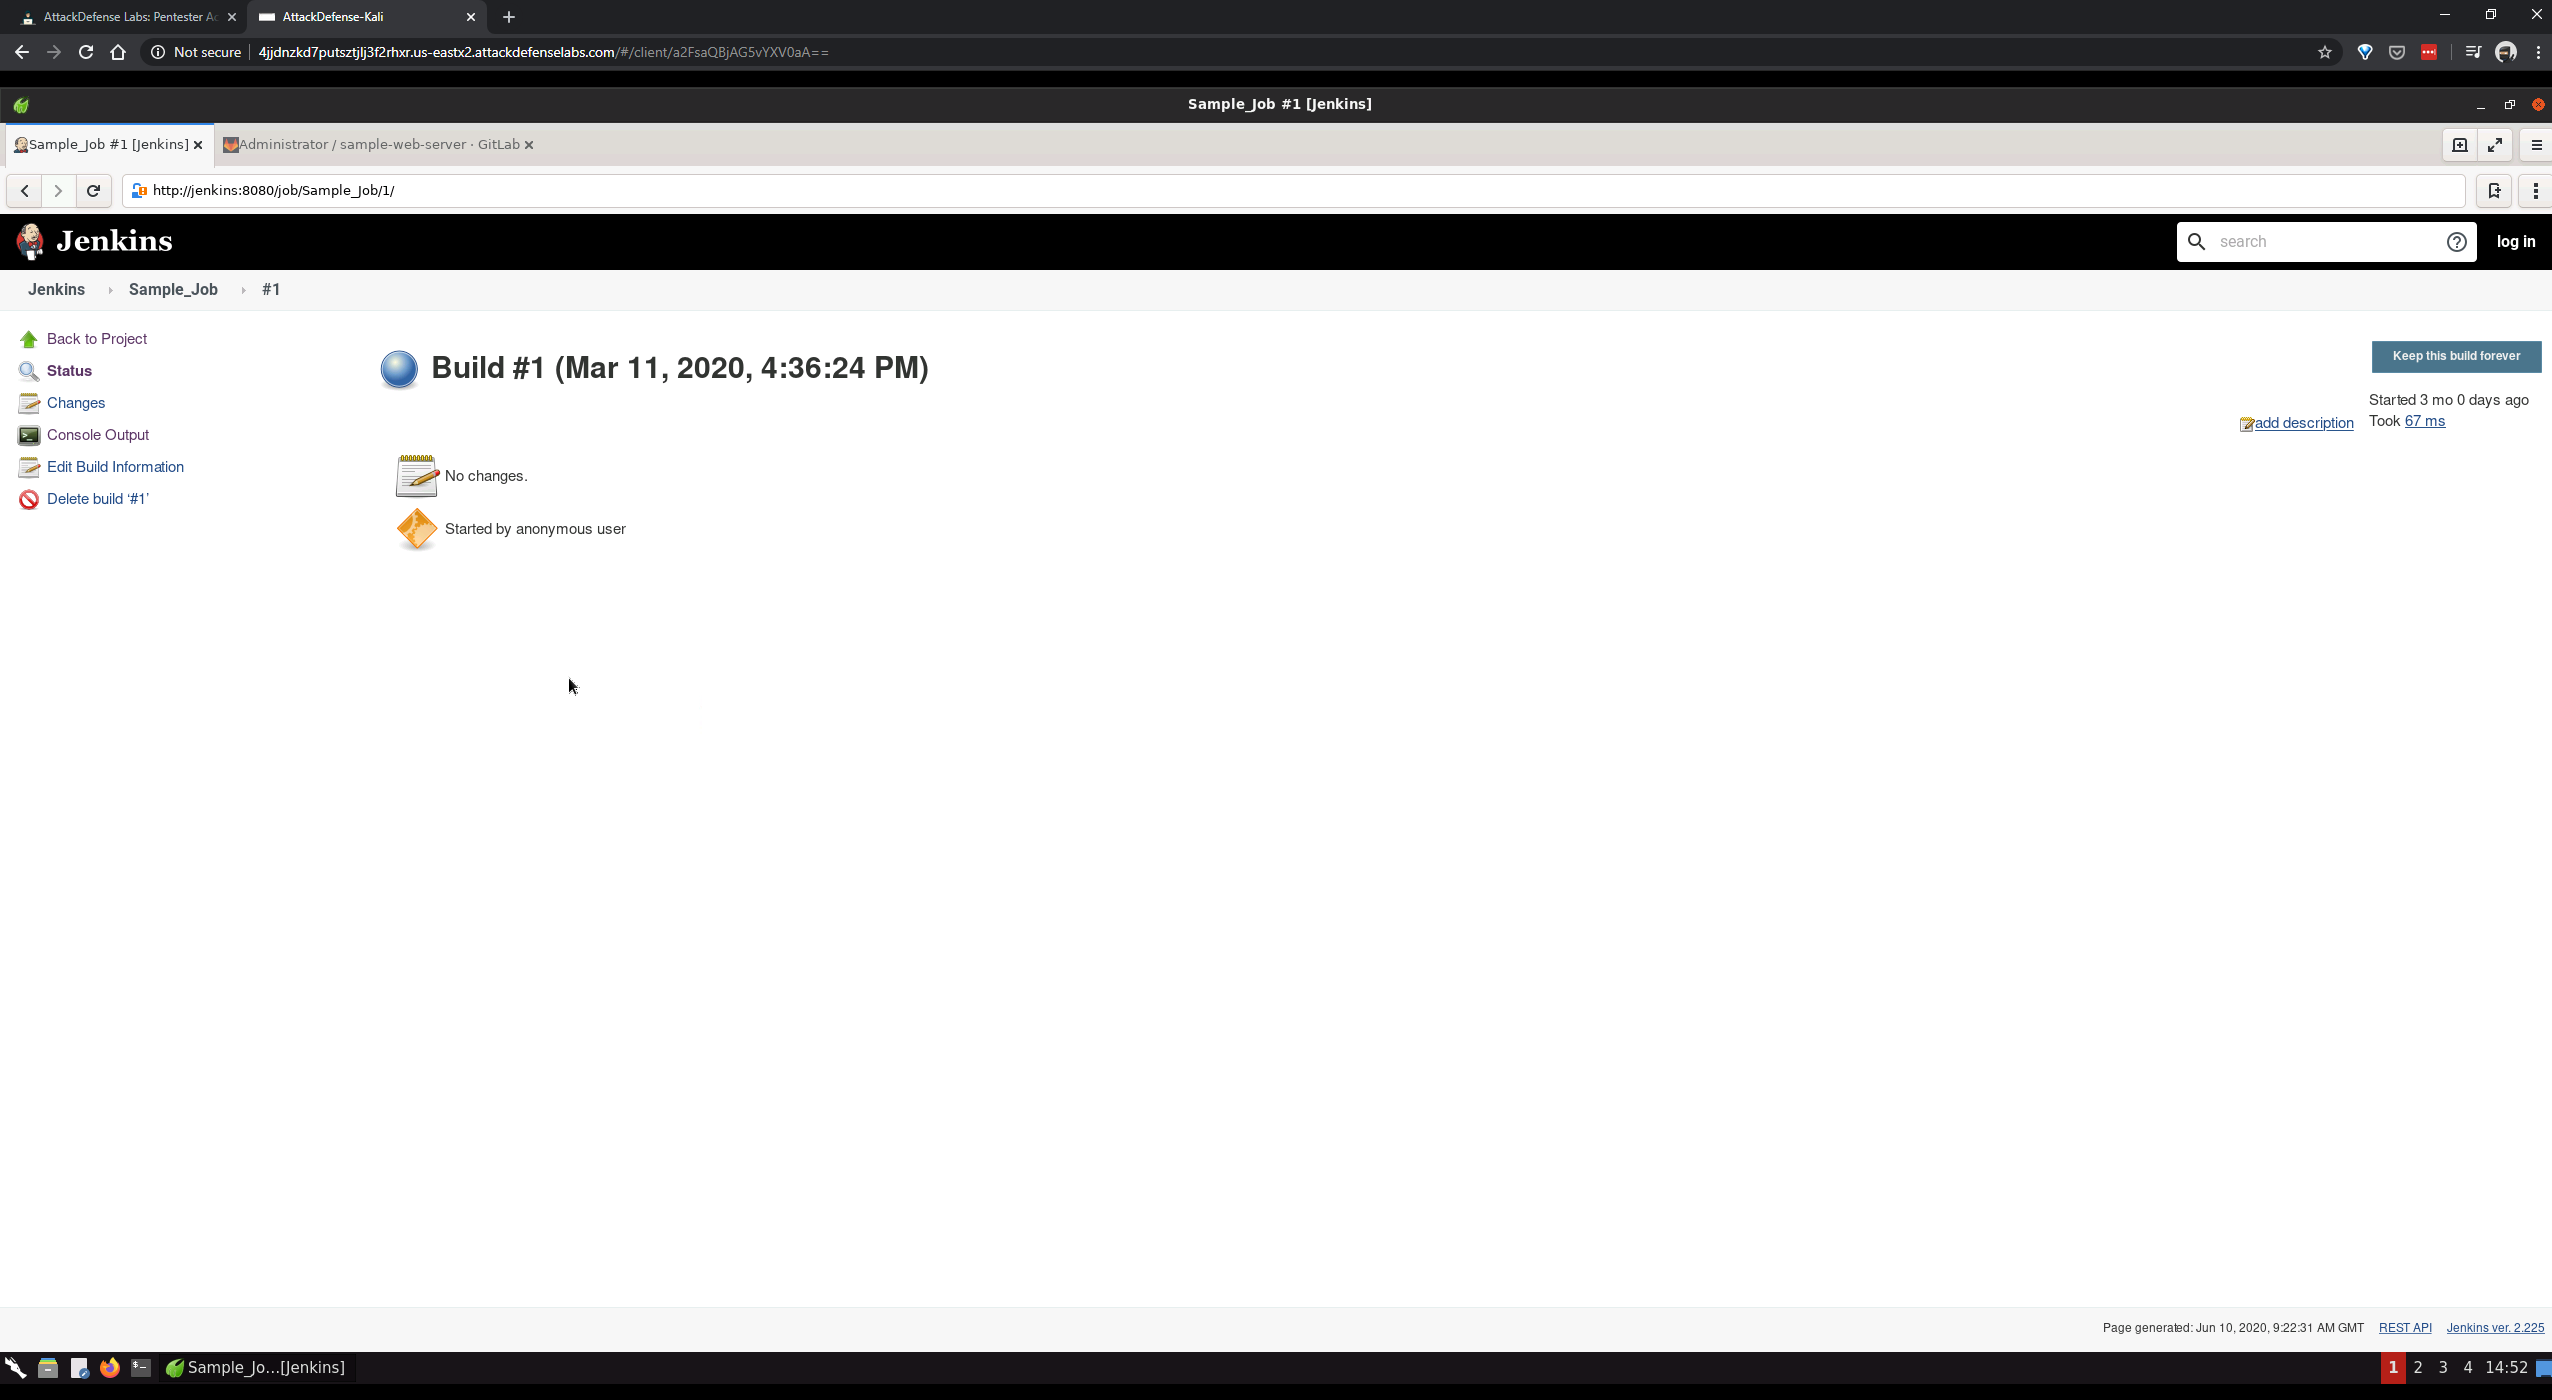 AttackDefense Labs: Pentester Ac
AttackDefense-Kali
Not secure
4jjdnzkd7putsztjlj3f2rhxr.us-eastx2.attackdefenselabs.com/#/client/a2FsaQBjAG5vYXV0aA==
Sample_Job #1 [Jenkins]
Sample_Job #1 [Jenkins]
Administrator / sample-web-server · GitLab
http://jenkins:8080/job/Sample_Job/1/
Jenkins
search
log in
Jenkins
Sample_Job
#1
Back to Project
Status
Changes
Console Output
Edit Build Information
Delete build ‘#1’
Build #1 (Mar 11, 2020, 4:36:24 PM)
Keep this build forever
Started 3 mo 0 days ago
Took 67 ms
add description
No changes.
Started by anonymous user
Page generated: Jun 10, 2020, 9:22:31 AM GMT
REST API
Jenkins ver. 2.225
Sample_Jo...[Jenkins]
1 2 3 4 14:52